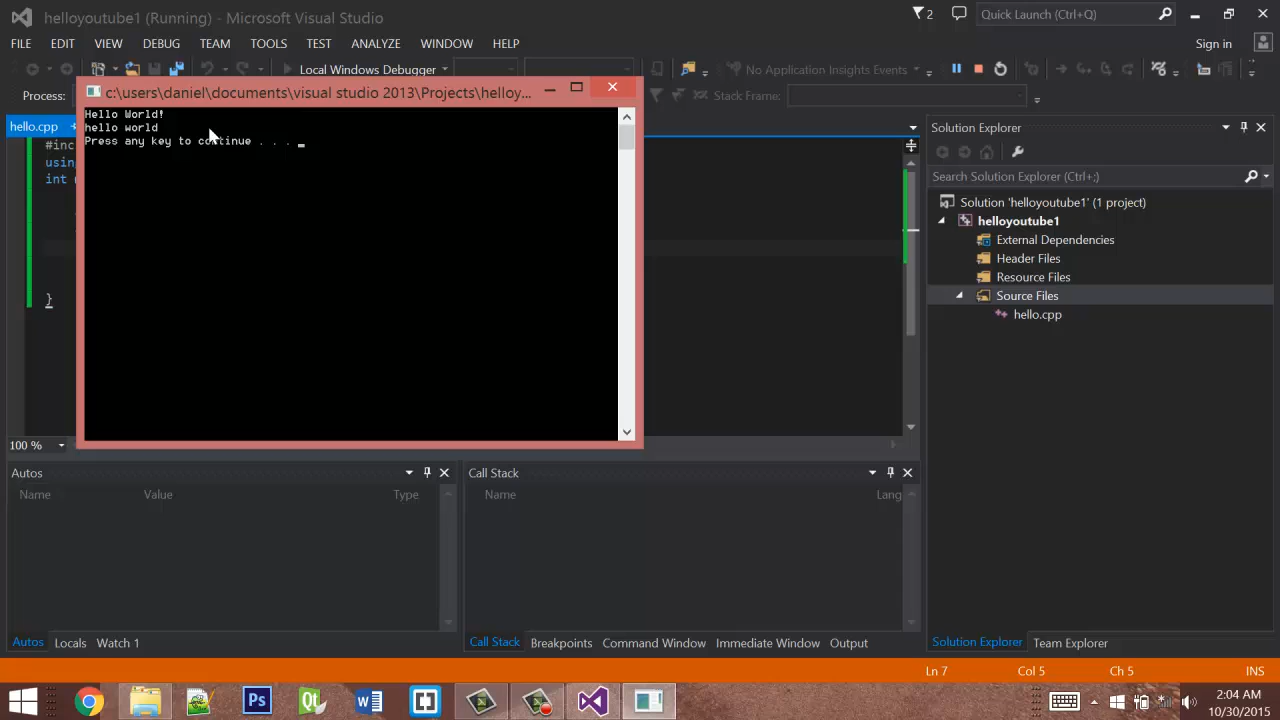 helloyoutube1 (Running) - Microsoft Visual Studio
2
Quick Launch (Ctrl+Q)
FILE EDIT VIEW DEBUG TEAM TOOLS TEST ANALYZE WINDOW HELP
Sign in
Local Windows Debugger
No Application Insights Events
Process:
Stack Frame:
c:\users\daniel\documents\visual studio 2013\Projects\helloy...
Hello World!
hello world
Press any key to continue . . . _
hello.cpp
#inc
using
int
}
100 %
Solution Explorer
Search Solution Explorer (Ctrl+;)
Solution 'helloyoutube1' (1 project)
helloyoutube1
External Dependencies
Header Files
Resource Files
Source Files
hello.cpp
Autos
Name Value Type
Autos Locals Watch 1
Call Stack
Name Lang
Call Stack Breakpoints Command Window Immediate Window Output
Solution Explorer Team Explorer
Ln 7 Col 5 Ch 5 INS
2:04 AM
10/30/2015